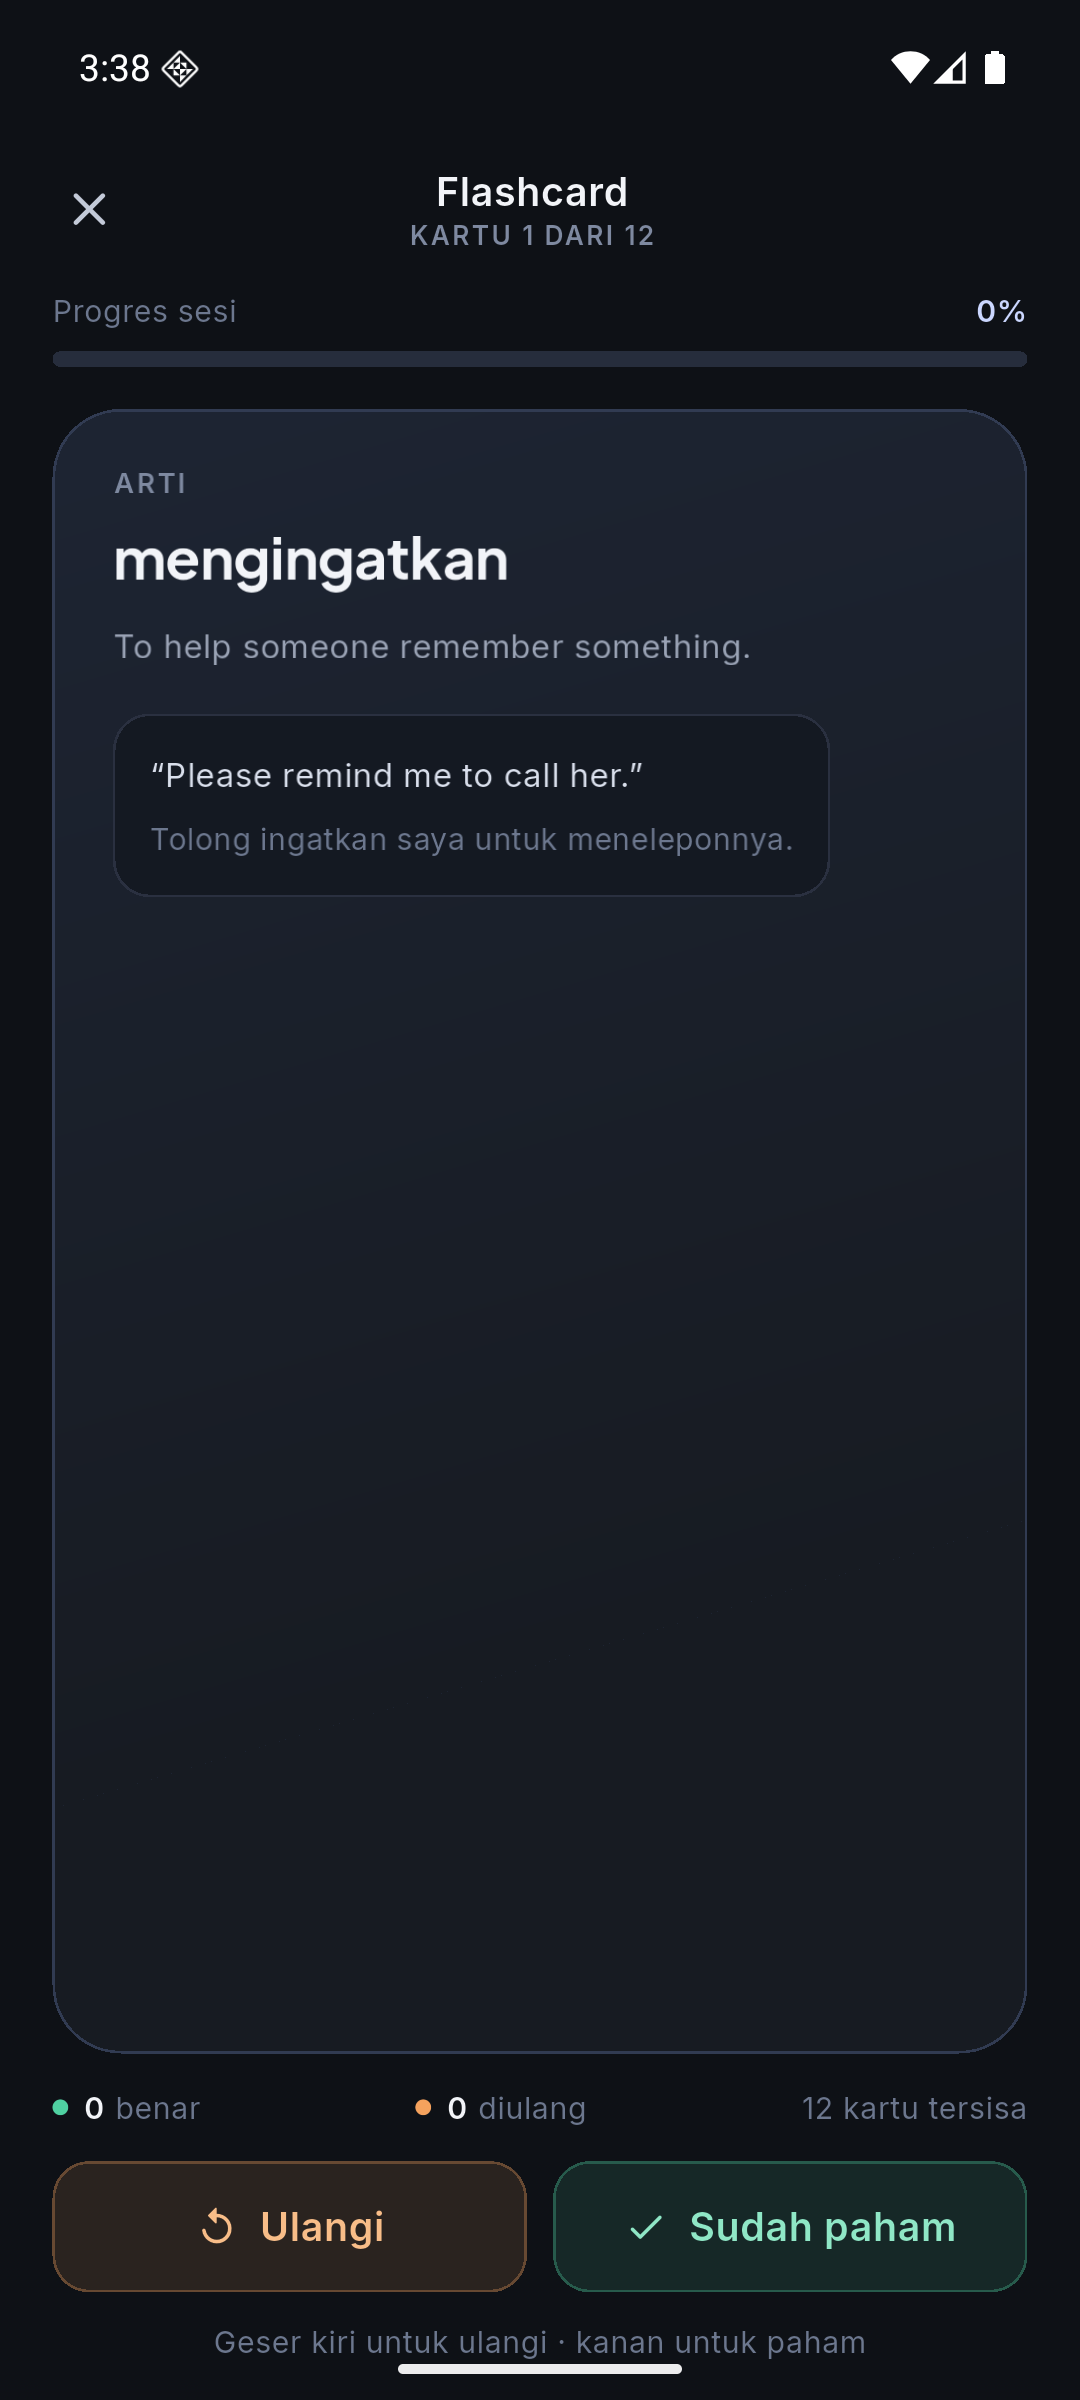 3:38
Flashcard
KARTU 1 DARI 12
Progres sesi 0%
ARTI
mengingatkan
To help someone remember something.
“Please remind me to call her.”
Tolong ingatkan saya untuk meneleponnya.
0 benar 0 diulang 12 kartu tersisa
Ulangi Sudah paham
Geser kiri untuk ulangi · kanan untuk paham